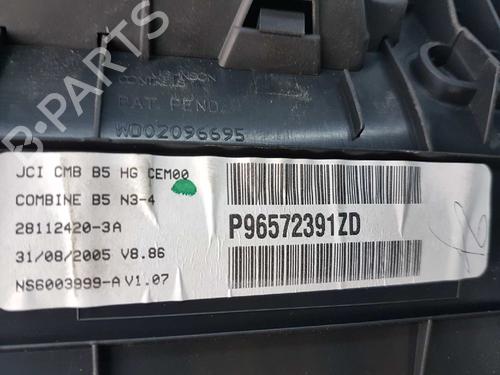 PAT. PEND.
WO02096695
JCI CMB B5 HG CEM00
COMBINE B5 N3-4
28112420-3A
31/08/2005 V8.86
NS6003999-A V1.07
P96572391ZD
B-PARTS